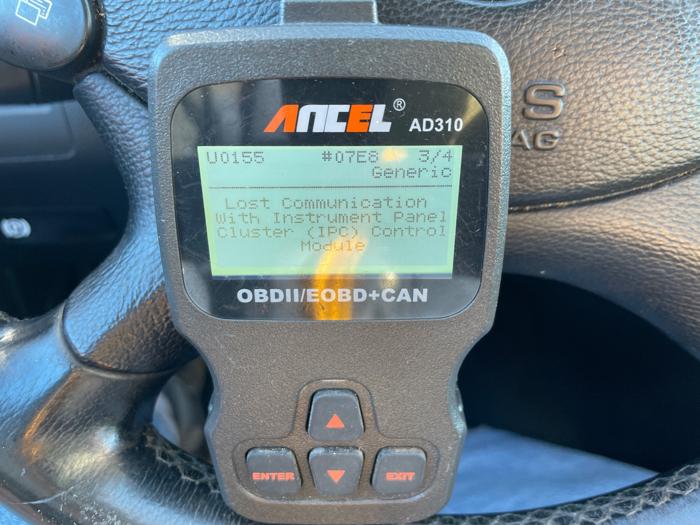 ANCEL® AD310
U0155 #07E8 3/4
Generic
Lost Communication
With Instrument Panel
Cluster (IPC) Control
Module
OBDII/EOBD+CAN
ENTER EXIT
S
AG